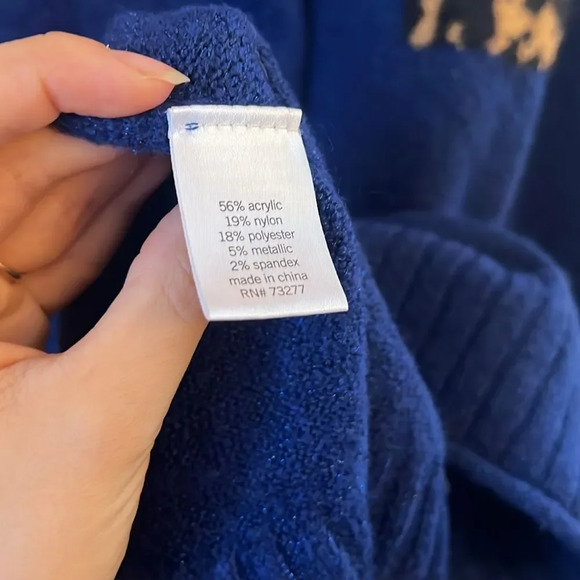 56% acrylic
19% nylon
18% polyester
5% metallic
2% spandex
made in china
RN# 73277